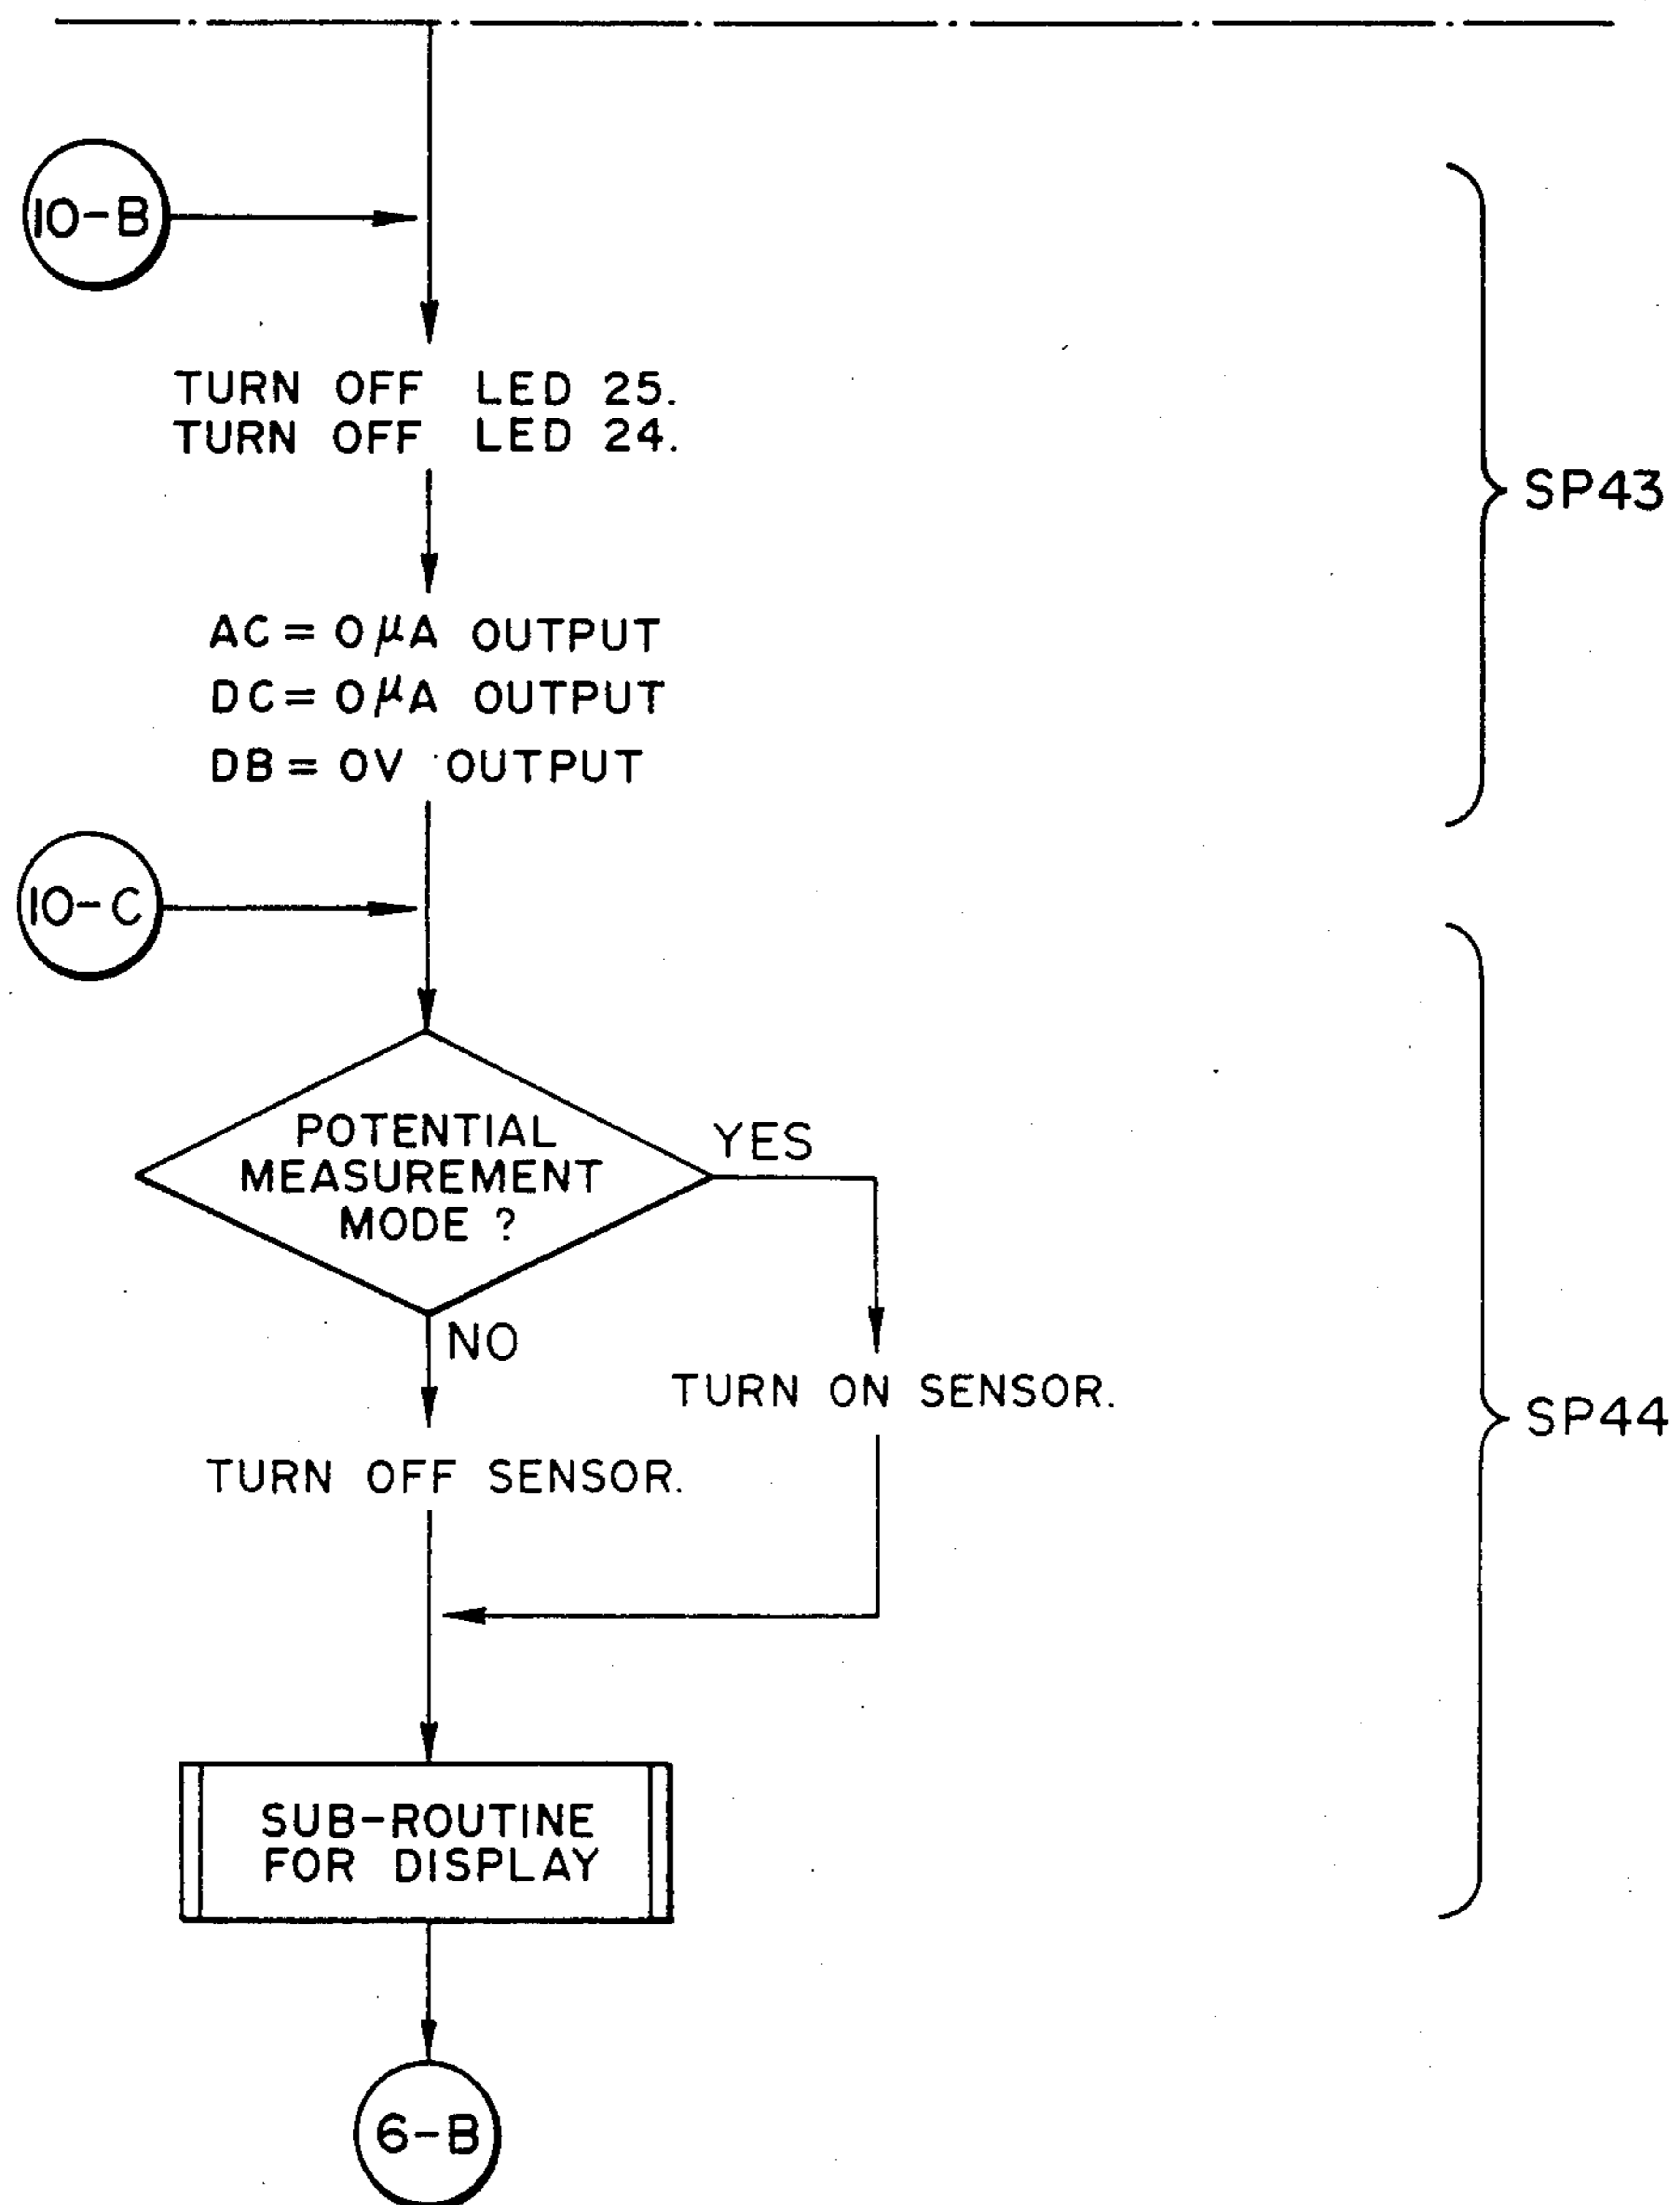 10-B
TURN OFF LED 25.
TURN OFF LED 24.
SP43
AC = 0 μA OUTPUT
DC = 0 μA OUTPUT
DB = 0V OUTPUT
10-C
POTENTIAL
MEASUREMENT
MODE ?
YES
NO
TURN ON SENSOR.
SP44
TURN OFF SENSOR.
SUB-ROUTINE
FOR DISPLAY
6-B